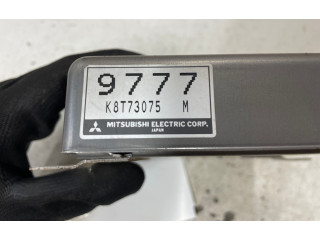 9777
K8T73075 M
MITSUBISHI ELECTRIC CORP.
JAPAN